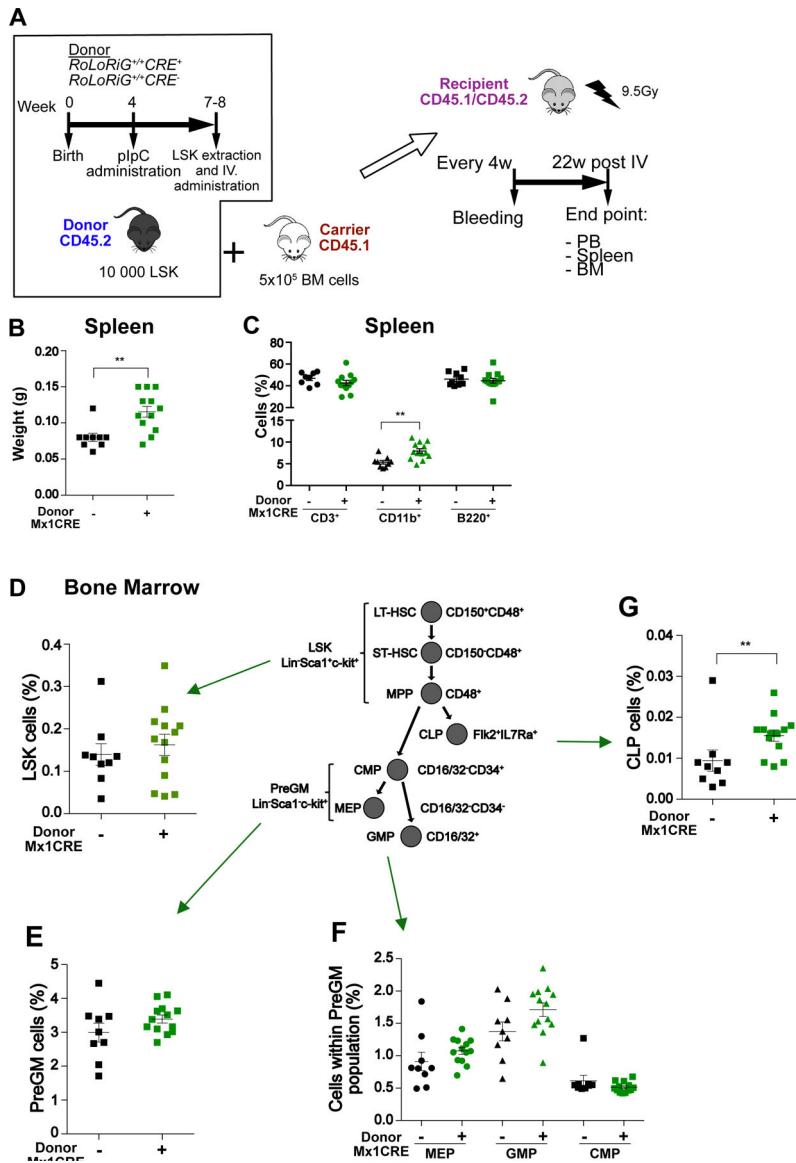 A
Donor
RoLoRiG+/+CRE+
RoLoRiG+/+CRE-
Week 0 4 7-8
Birth
pIpC administration
LSK extraction and IV. administration
Donor
CD45.2
10 000 LSK
+
Carrier
CD45.1
5x10⁵ BM cells
Recipient
CD45.1/CD45.2
9.5Gy
Every 4w 22w post IV
Bleeding
End point:
- PB
- Spleen
- BM
B Spleen
Weight (g)
0.20
0.15
0.10
0.05
0.00
**
Donor
Mx1CRE
- +
C Spleen
Cells (%)
80
60
40
20
15
10
5
0
**
Donor
Mx1CRE
- + - + - +
CD3⁺ CD11b⁺ B220⁺
D Bone Marrow
LSK cells (%)
0.4
0.3
0.2
0.1
0.0
Donor
Mx1CRE
- +
LSK
Lin⁻Sca1⁺c-kit⁺
LT-HSC CD150⁺CD48⁺
ST-HSC CD150⁻CD48⁺
MPP CD48⁺
CLP Flk2⁺IL7Ra⁺
CMP CD16/32⁻CD34⁺
PreGM
Lin⁻Sca1⁻c-kit⁺
MEP CD16/32⁻CD34⁻
GMP CD16/32⁺
G
CLP cells (%)
0.04
0.03
0.02
0.01
0.00
**
Donor
Mx1CRE
- +
E
PreGM cells (%)
5
4
3
2
1
0
Donor
Mx1CRE
- +
F
Cells within PreGM
population (%)
2.5
2.0
1.5
1.0
0.5
0.0
Donor
Mx1CRE
- + - + - +
MEP GMP CMP